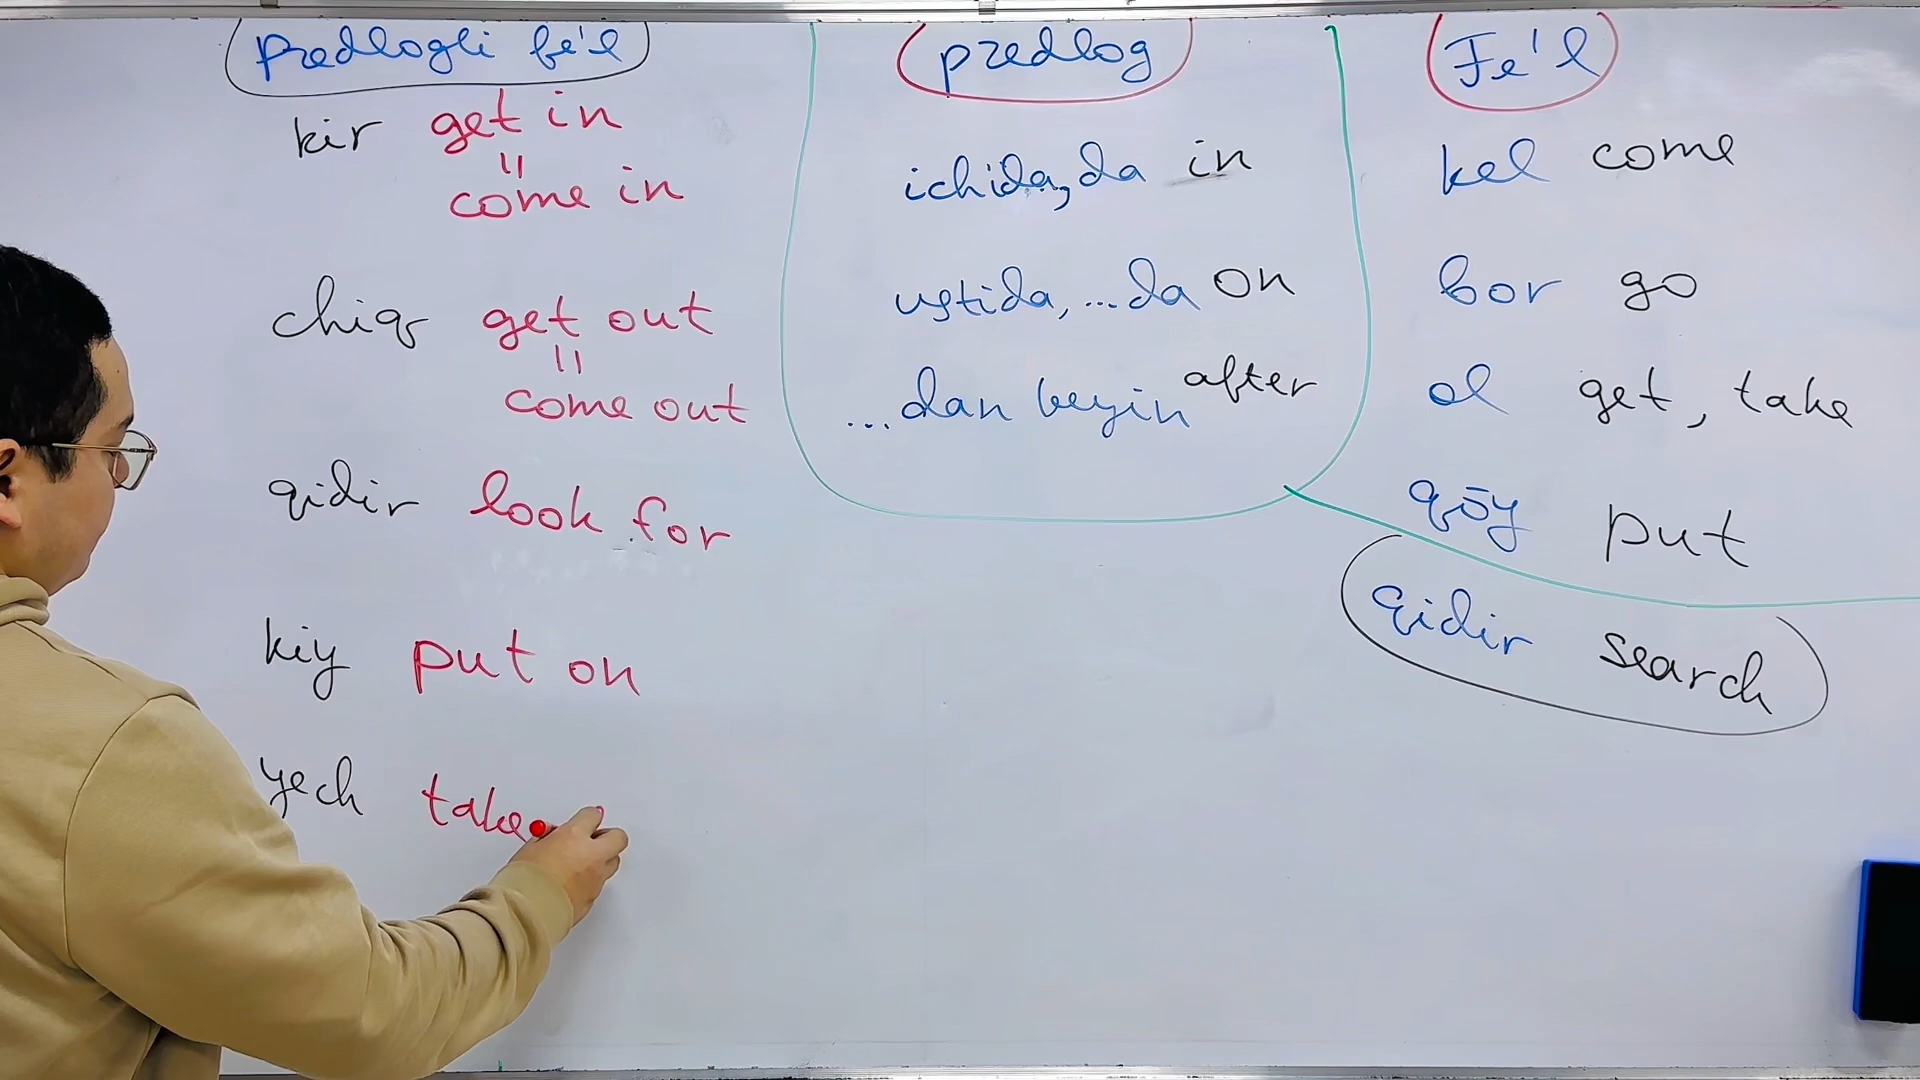 Predlogli fe'l
kir get in
=
come in
chiq get out
=
come out
qidir look for
kiy put on
yech take
predlog
ichida, da in
ustida, ...da on
...dan keyin after
Fe'l
kel come
bor go
ol get, take
qōy put
qidir search